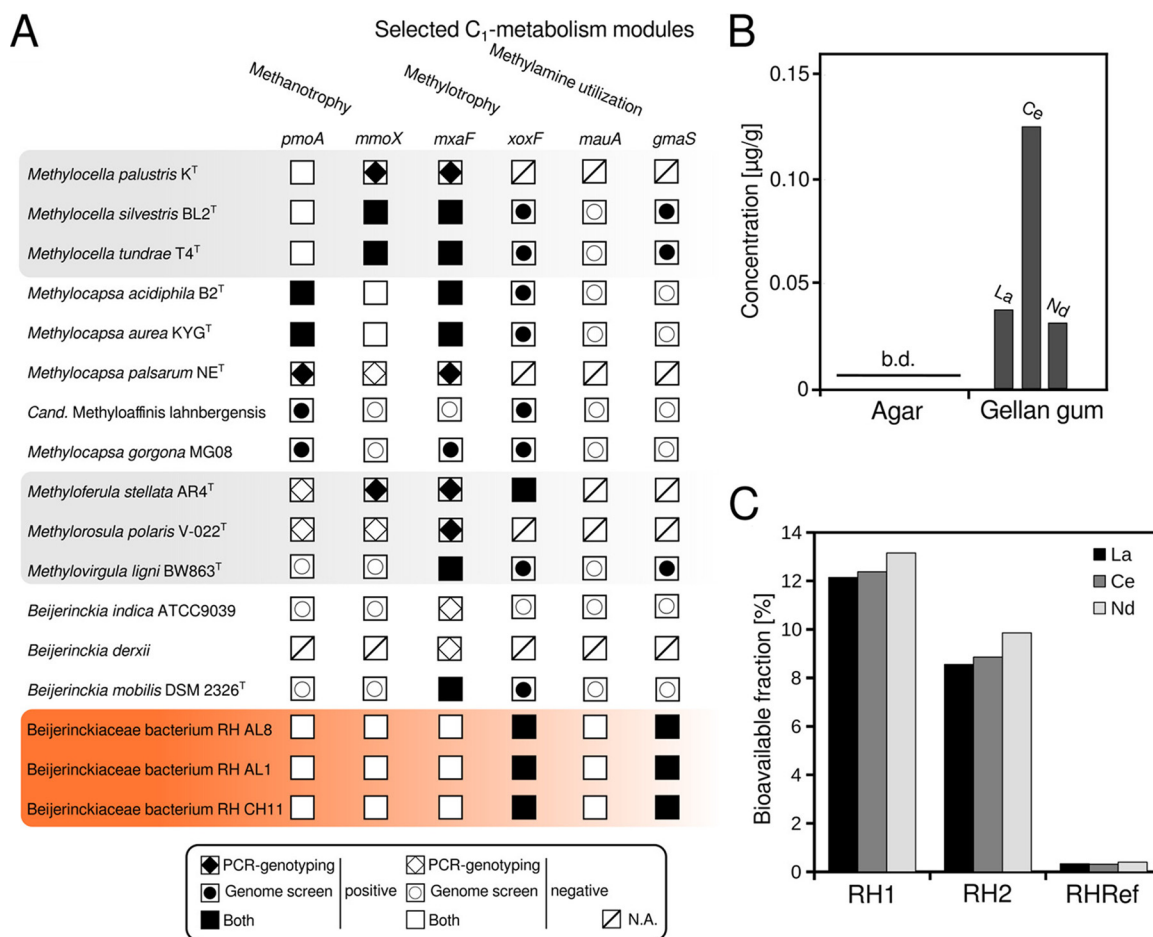 A
Selected C₁-metabolism modules
Methanotrophy
Methylotrophy
Methylamine utilization
pmoA mmoX mxaF xoxF mauA gmaS
Methylocella palustris Kᵀ
Methylocella silvestris BL2ᵀ
Methylocella tundrae T4ᵀ
Methylocapsa acidiphila B2ᵀ
Methylocapsa aurea KYGᵀ
Methylocapsa palsarum NEᵀ
Cand. Methyloaffinis lahnbergensis
Methylocapsa gorgona MG08
Methyloferula stellata AR4ᵀ
Methylorosula polaris V-022ᵀ
Methylovirgula ligni BW863ᵀ
Beijerinckia indica ATCC9039
Beijerinckia derxii
Beijerinckia mobilis DSM 2326ᵀ
Beijerinckiaceae bacterium RH AL8
Beijerinckiaceae bacterium RH AL1
Beijerinckiaceae bacterium RH CH11
PCR-genotyping PCR-genotyping
Genome screen positive Genome screen negative
Both Both N.A.
B
Concentration [µg/g]
0.15
0.10
0.05
0
b.d.
La
Ce
Nd
Agar Gellan gum
C
Bioavailable fraction [%]
14
12
10
8
6
4
2
0
La
Ce
Nd
RH1 RH2 RHRef